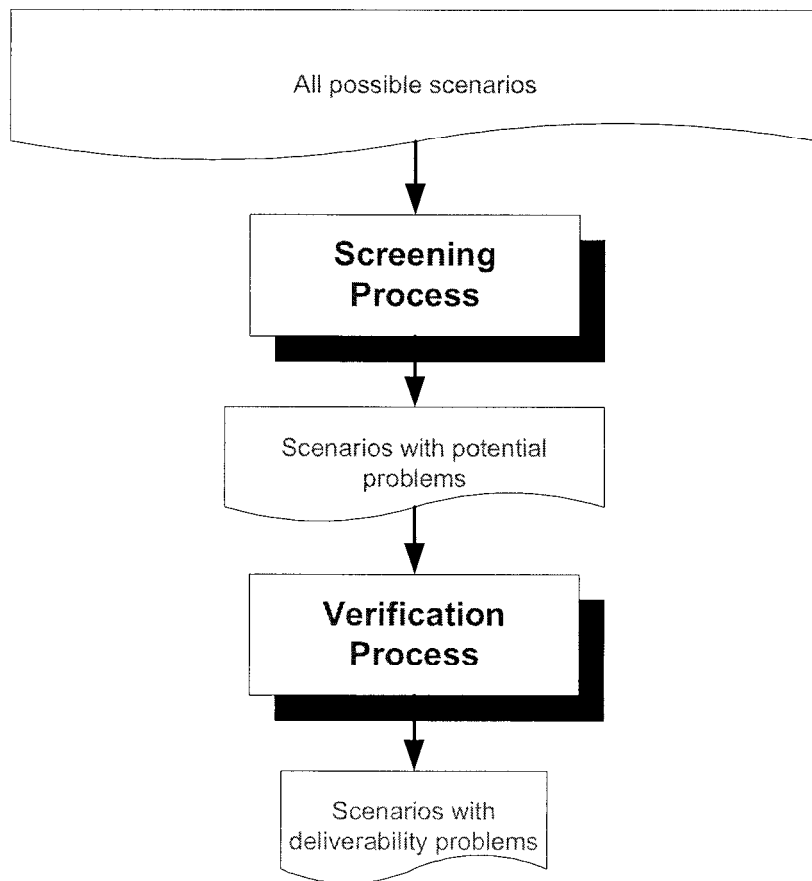 All possible scenarios
Screening
Process
Scenarios with potential
problems
Verification
Process
Scenarios with
deliverability problems